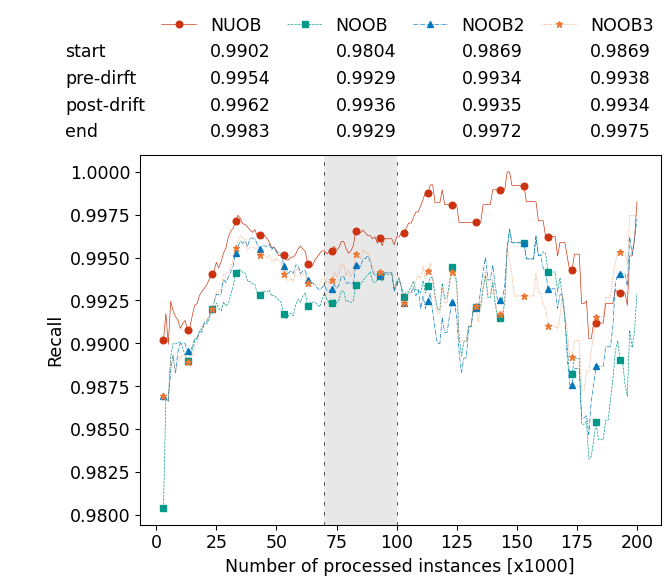 NUOB NOOB NOOB2 NOOB3
start 0.9902 0.9804 0.9869 0.9869
pre-dirft 0.9954 0.9929 0.9934 0.9938
post-drift 0.9962 0.9936 0.9935 0.9934
end 0.9983 0.9929 0.9972 0.9975
1.0000
0.9975
0.9950
0.9925
0.9900
0.9875
0.9850
0.9825
0.9800
Recall
0 25 50 75 100 125 150 175 200
Number of processed instances [x1000]